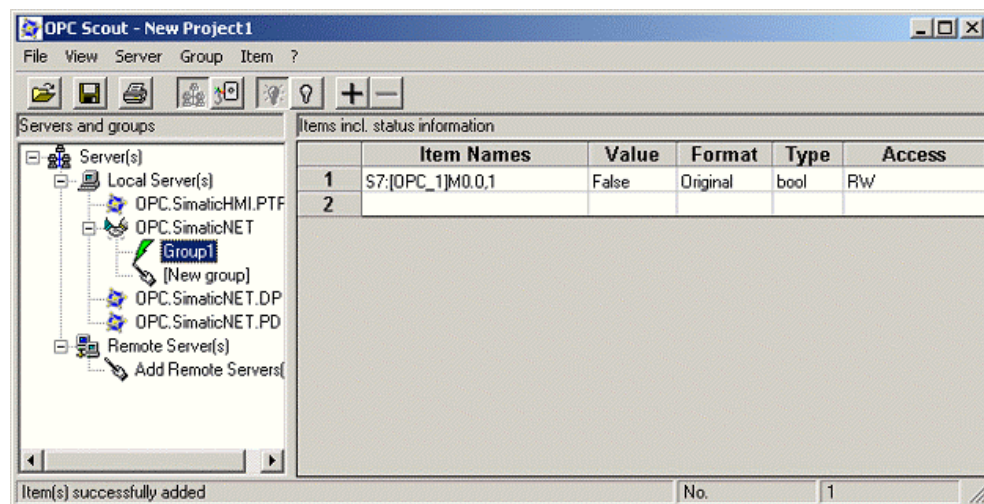 OPC Scout - New Project1
File View Server Group Item ?
Servers and groups
Items incl. status information
Server(s)
Local Server(s)
OPC.SimaticHMI.PTF
OPC.SimaticNET
Group1
[New group]
OPC.SimaticNET.DP
OPC.SimaticNET.PD
Remote Server(s)
Add Remote Servers(
Item Names Value Format Type Access
1 S7:[OPC_1]M0.0,1 False Original bool RW
2
Item(s) successfully added No. 1